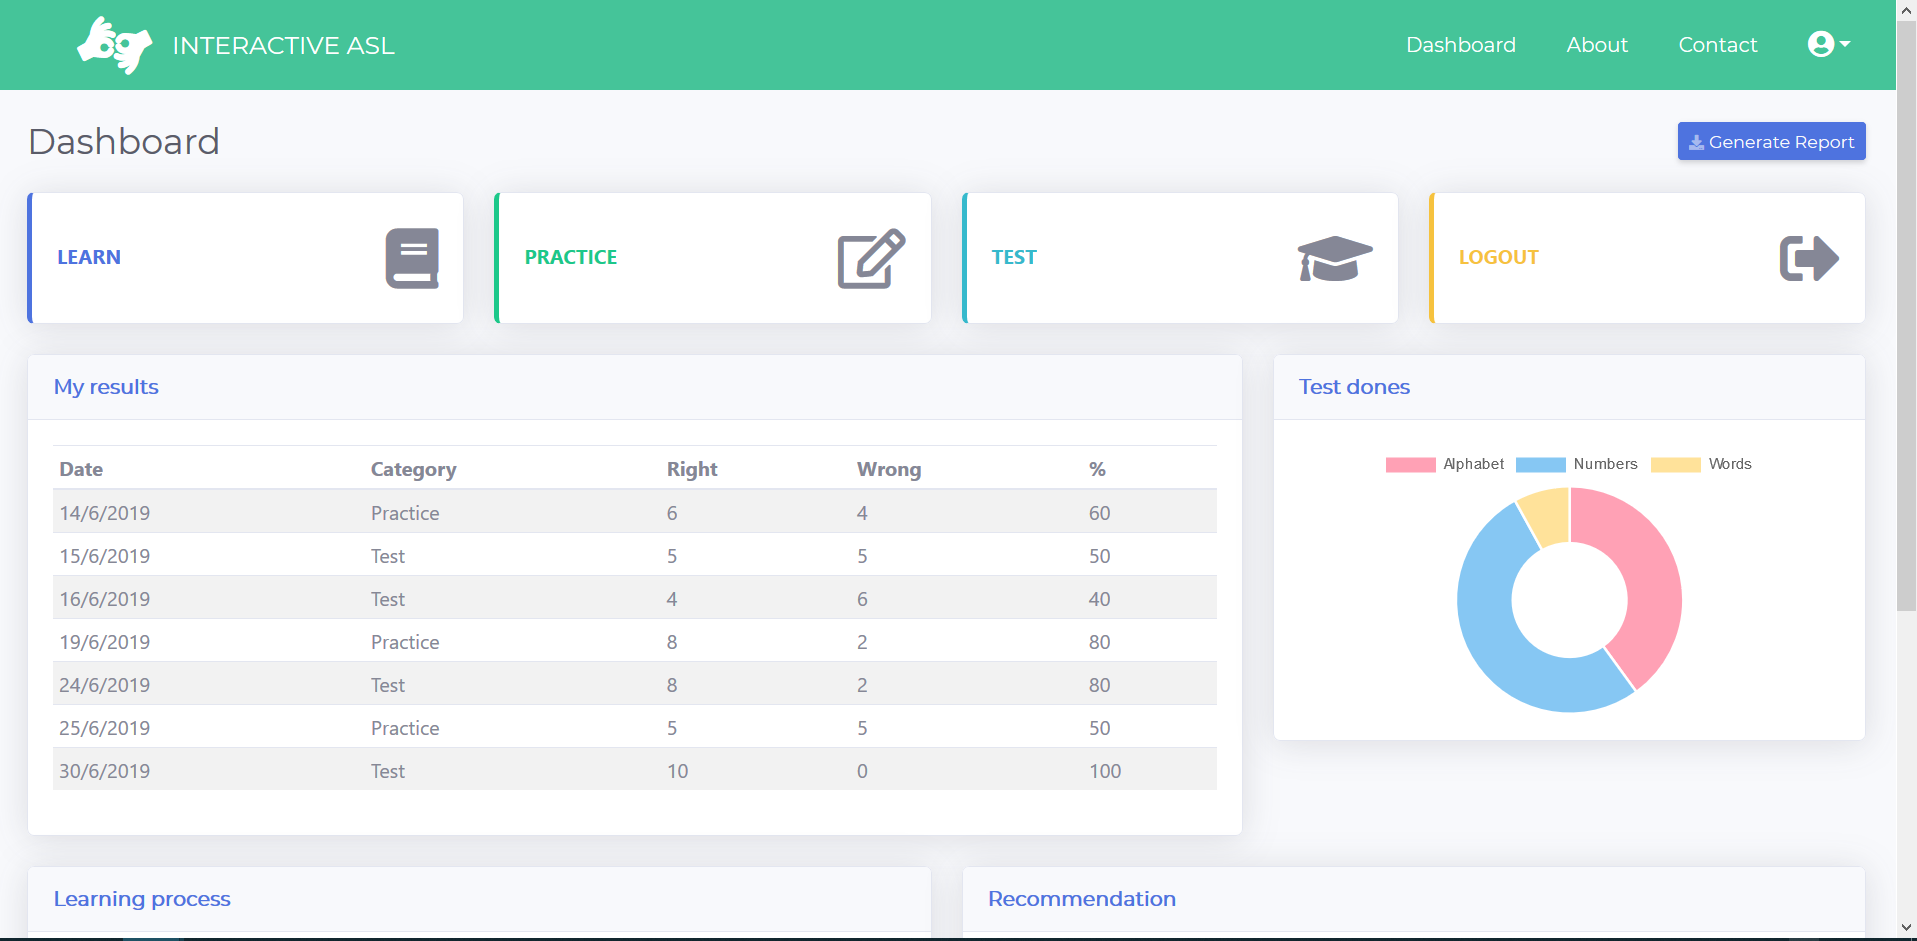 INTERACTIVE ASL Dashboard About Contact
Dashboard Generate Report
LEARN PRACTICE TEST LOGOUT
My results
Date Category Right Wrong %
14/6/2019 Practice 6 4 60
15/6/2019 Test 5 5 50
16/6/2019 Test 4 6 40
19/6/2019 Practice 8 2 80
24/6/2019 Test 8 2 80
25/6/2019 Practice 5 5 50
30/6/2019 Test 10 0 100
Test dones
Alphabet Numbers Words
Learning process
Recommendation